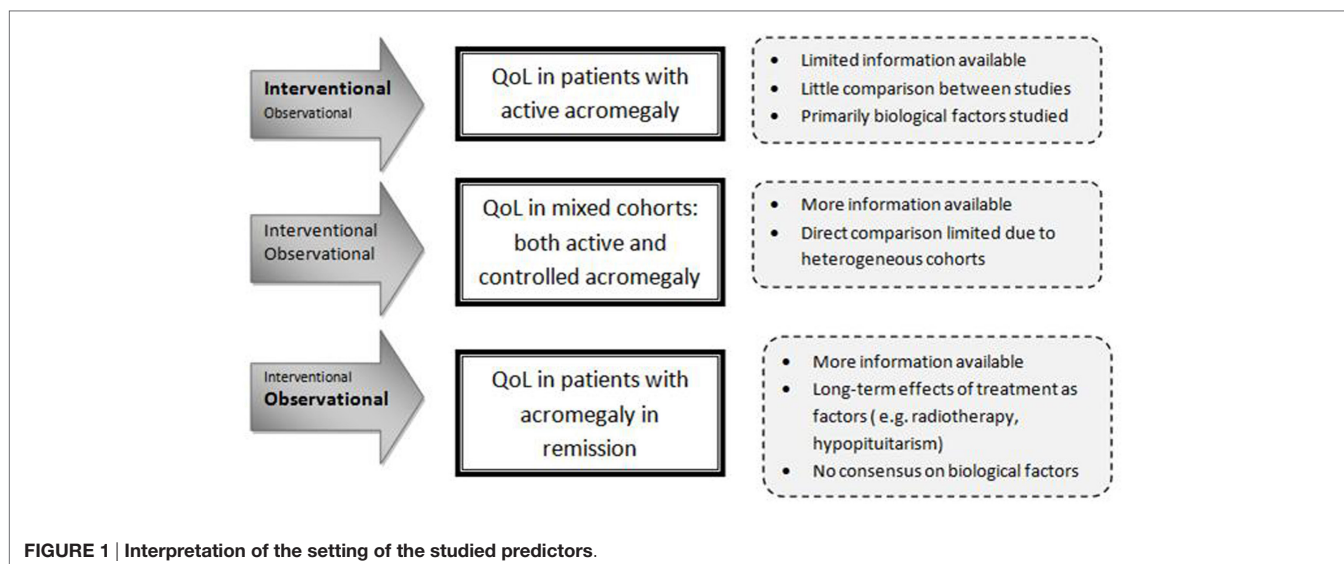 Interventional
Observational
QoL in patients with
active acromegaly
• Limited information available
• Little comparison between studies
• Primarily biological factors studied
Interventional
Observational
QoL in mixed cohorts:
both active and
controlled acromegaly
• More information available
• Direct comparison limited due to
heterogeneous cohorts
Interventional
Observational
QoL in patients with
acromegaly in
remission
• More information available
• Long-term effects of treatment as
factors ( e.g. radiotherapy,
hypopituitarism)
• No consensus on biological factors
FIGURE 1 | Interpretation of the setting of the studied predictors.